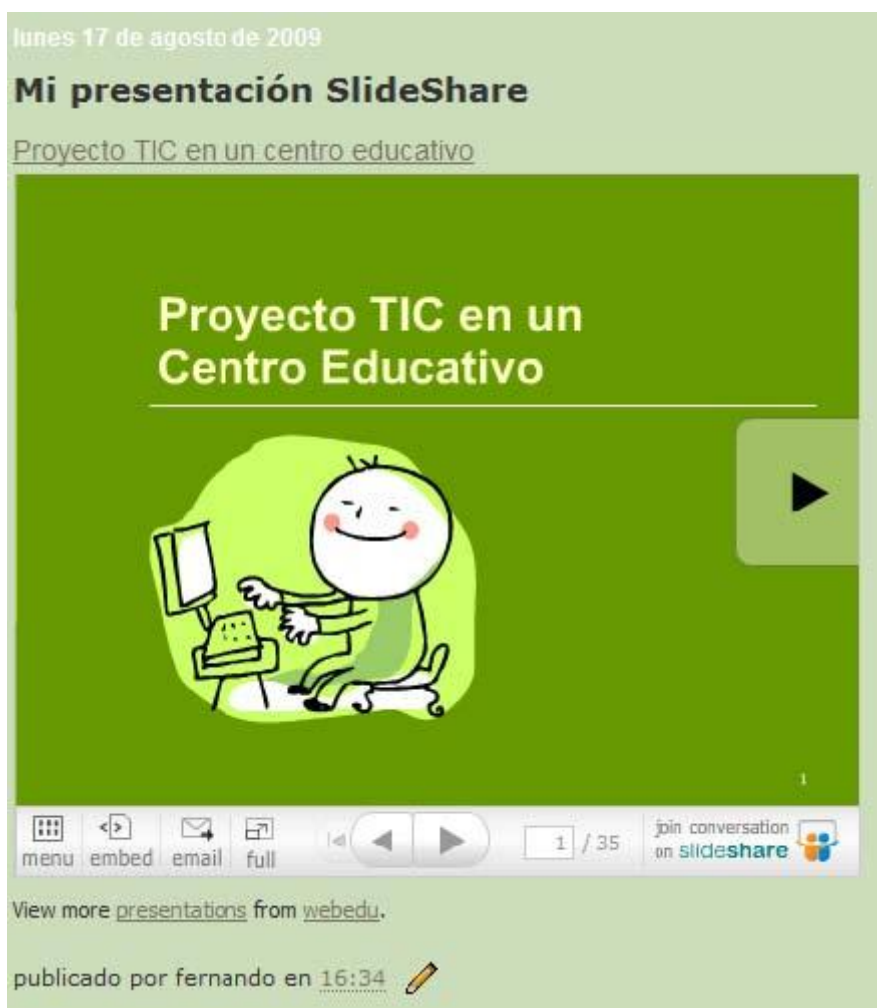 lunes 17 de agosto de 2009
Mi presentación SlideShare
Proyecto TIC en un centro educativo
Proyecto TIC en un
Centro Educativo
1
menu embed email full 1 / 35 join conversation
on slideshare
View more presentations from webedu.
publicado por fernando en 16:34